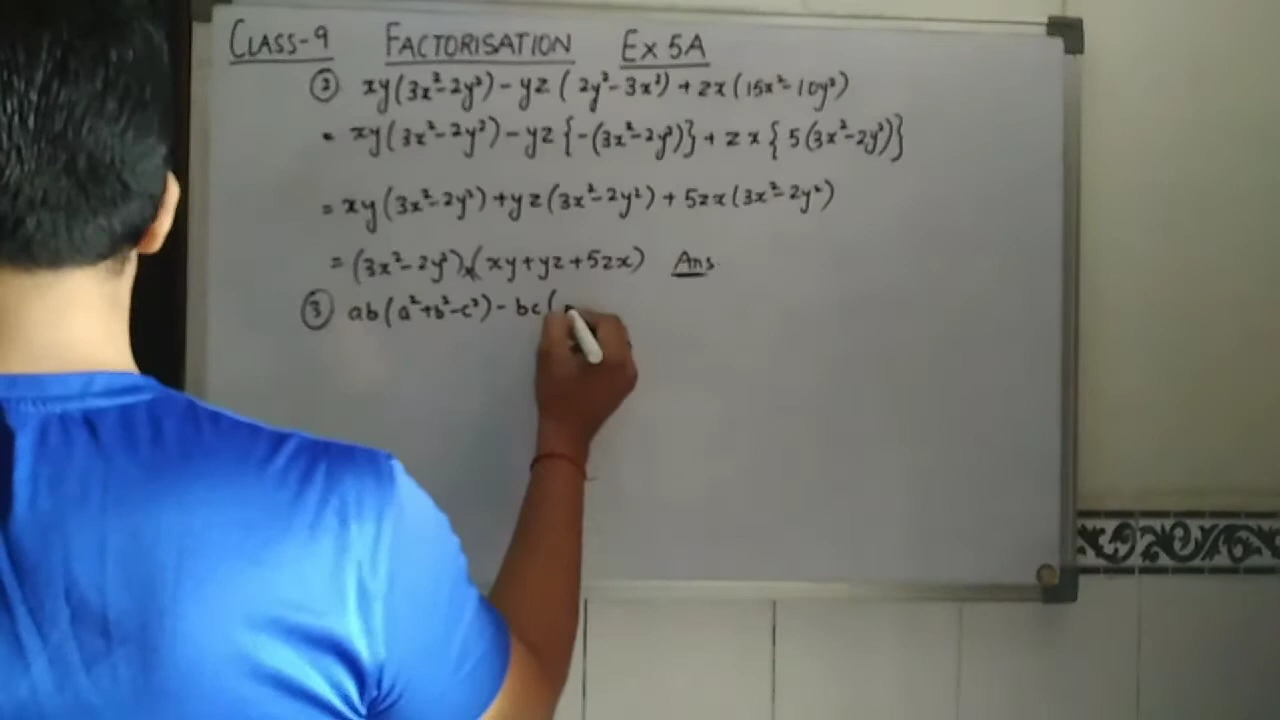 CLASS-9 FACTORISATION Ex 5A
② xy(3x²-2y²) - yz(2y²-3x²) + zx(15x²-10y²)
= xy(3x²-2y²) - yz{-(3x²-2y²)} + zx{5(3x²-2y²)}
= xy(3x²-2y²) + yz(3x²-2y²) + 5zx(3x²-2y²)
= (3x²-2y²)×(xy+yz+5zx) Ans.
③ ab(a²+b²-c²) - bc(